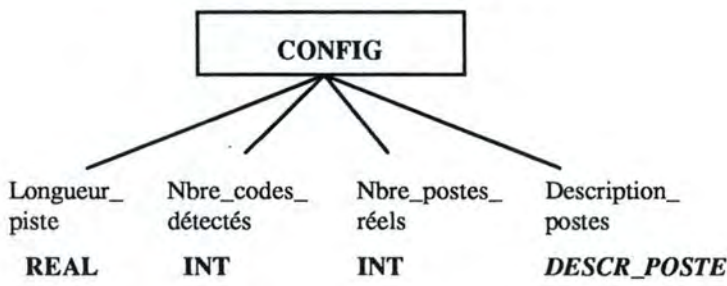 CONFIG
Longueur_ Nbre_codes_ Nbre_postes_ Description_
piste détectés réels postes
REAL INT INT DESCR_POSTE